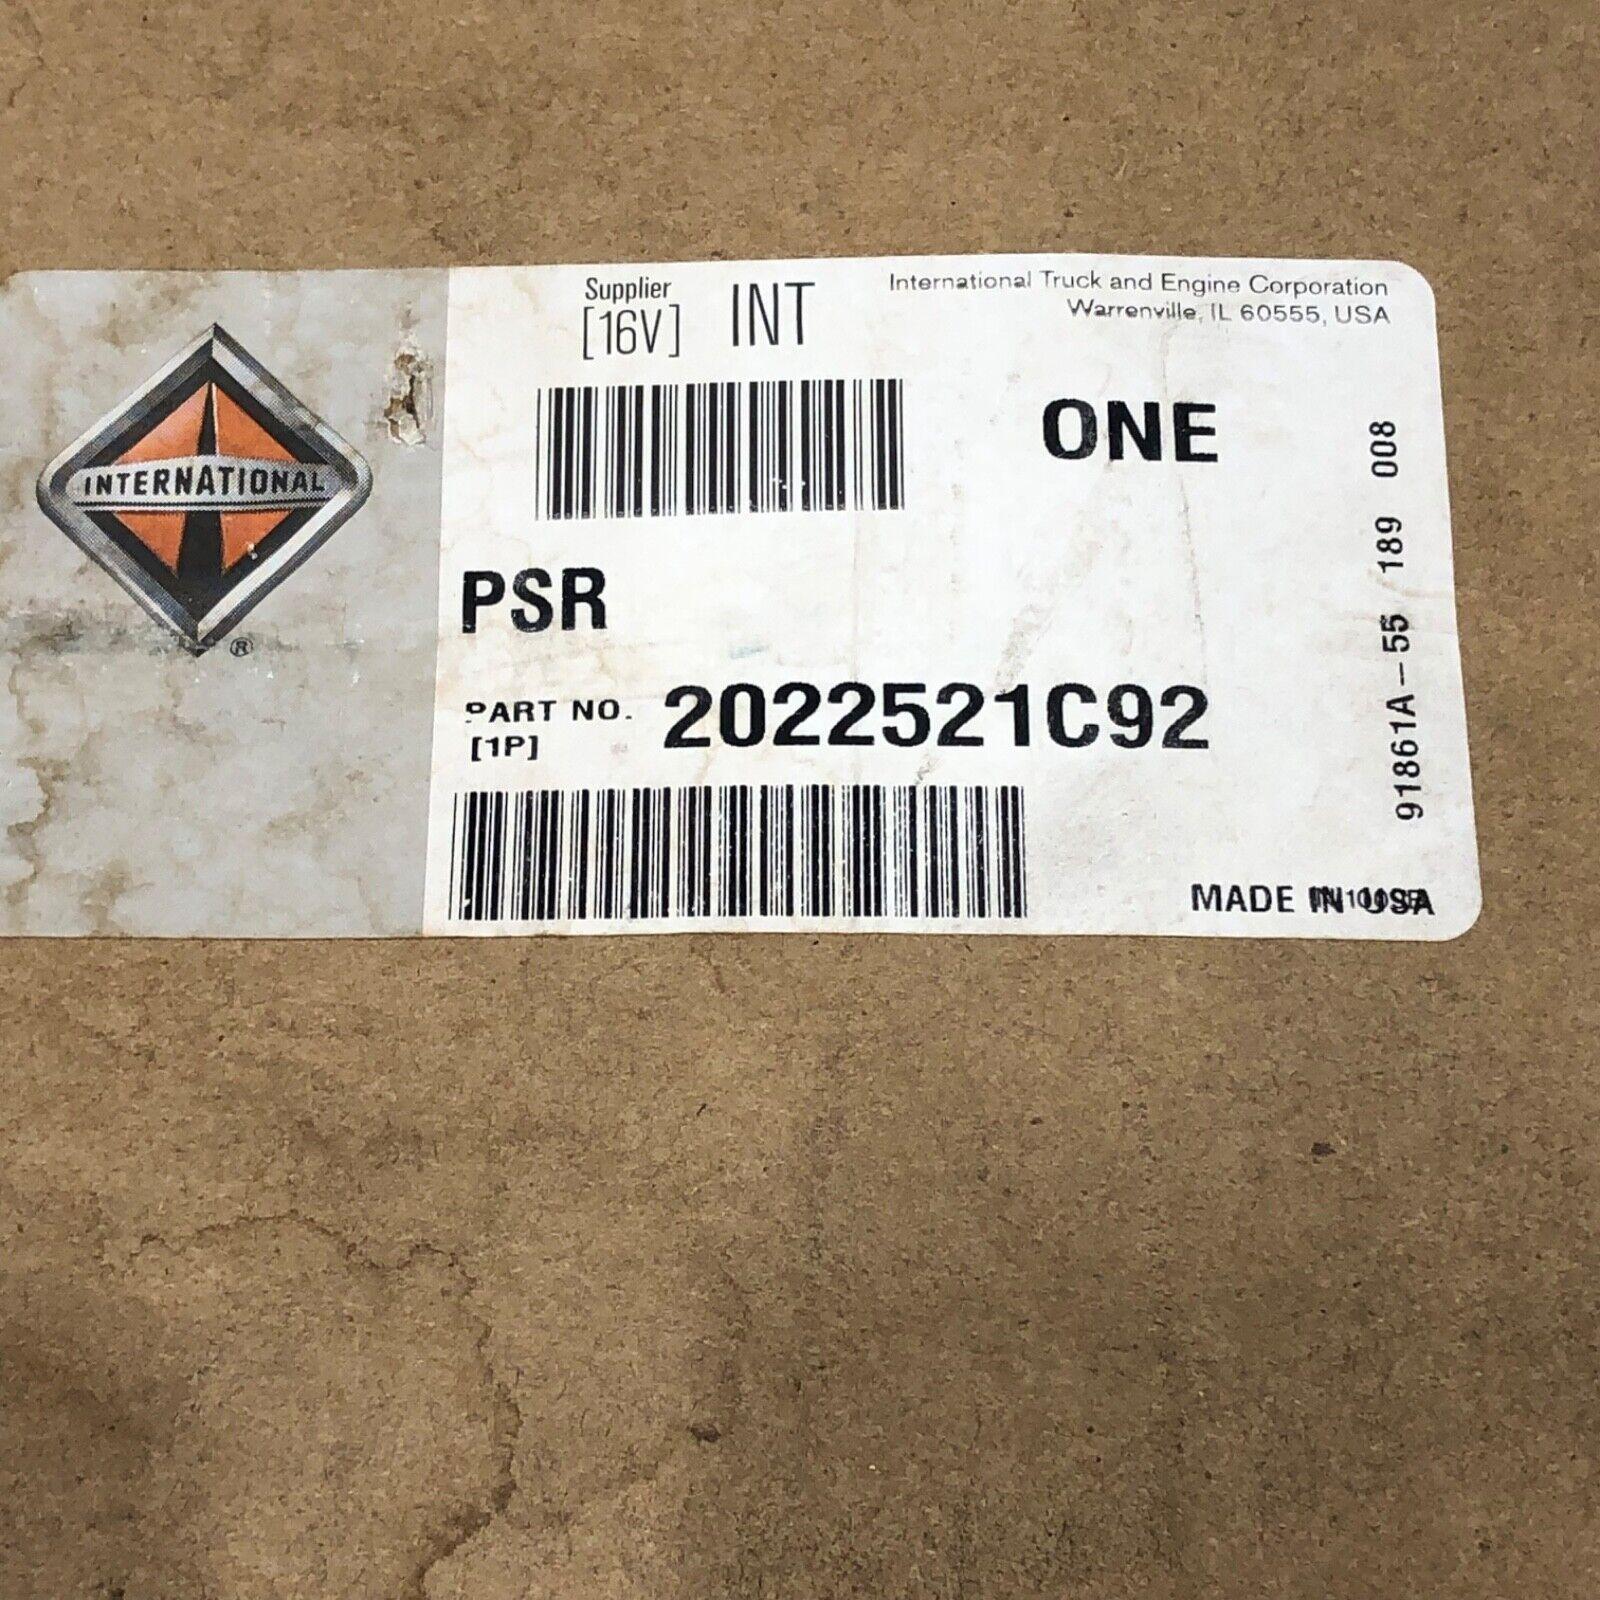 INTERNATIONAL
®
Supplier
[16V] INT
International Truck and Engine Corporation
Warrenville, IL 60555, USA
ONE
PSR
PART NO. 2022521C92
[1P]
91861A-55 189 008
MADE IN USA